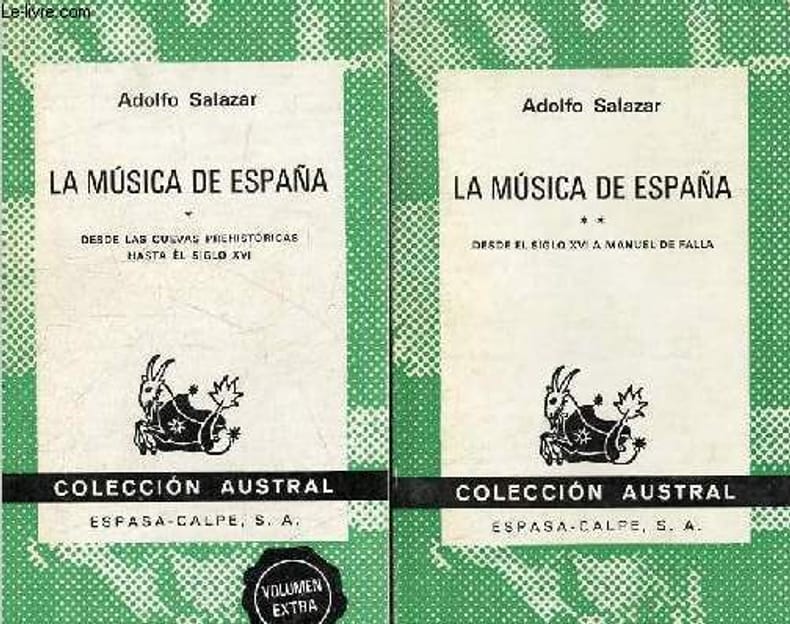 Le-livre.com
Adolfo Salazar
LA MÚSICA DE ESPAÑA
*
DESDE LAS CUEVAS PREHISTÓRICAS
HASTA EL SIGLO XVI
COLECCIÓN AUSTRAL
ESPASA-CALPE, S. A.
VOLUMEN
EXTRA
Adolfo Salazar
LA MÚSICA DE ESPAÑA
* *
DESDE EL SIGLO XVI A MANUEL DE FALLA
COLECCIÓN AUSTRAL
ESPASA-CALPE, S. A.